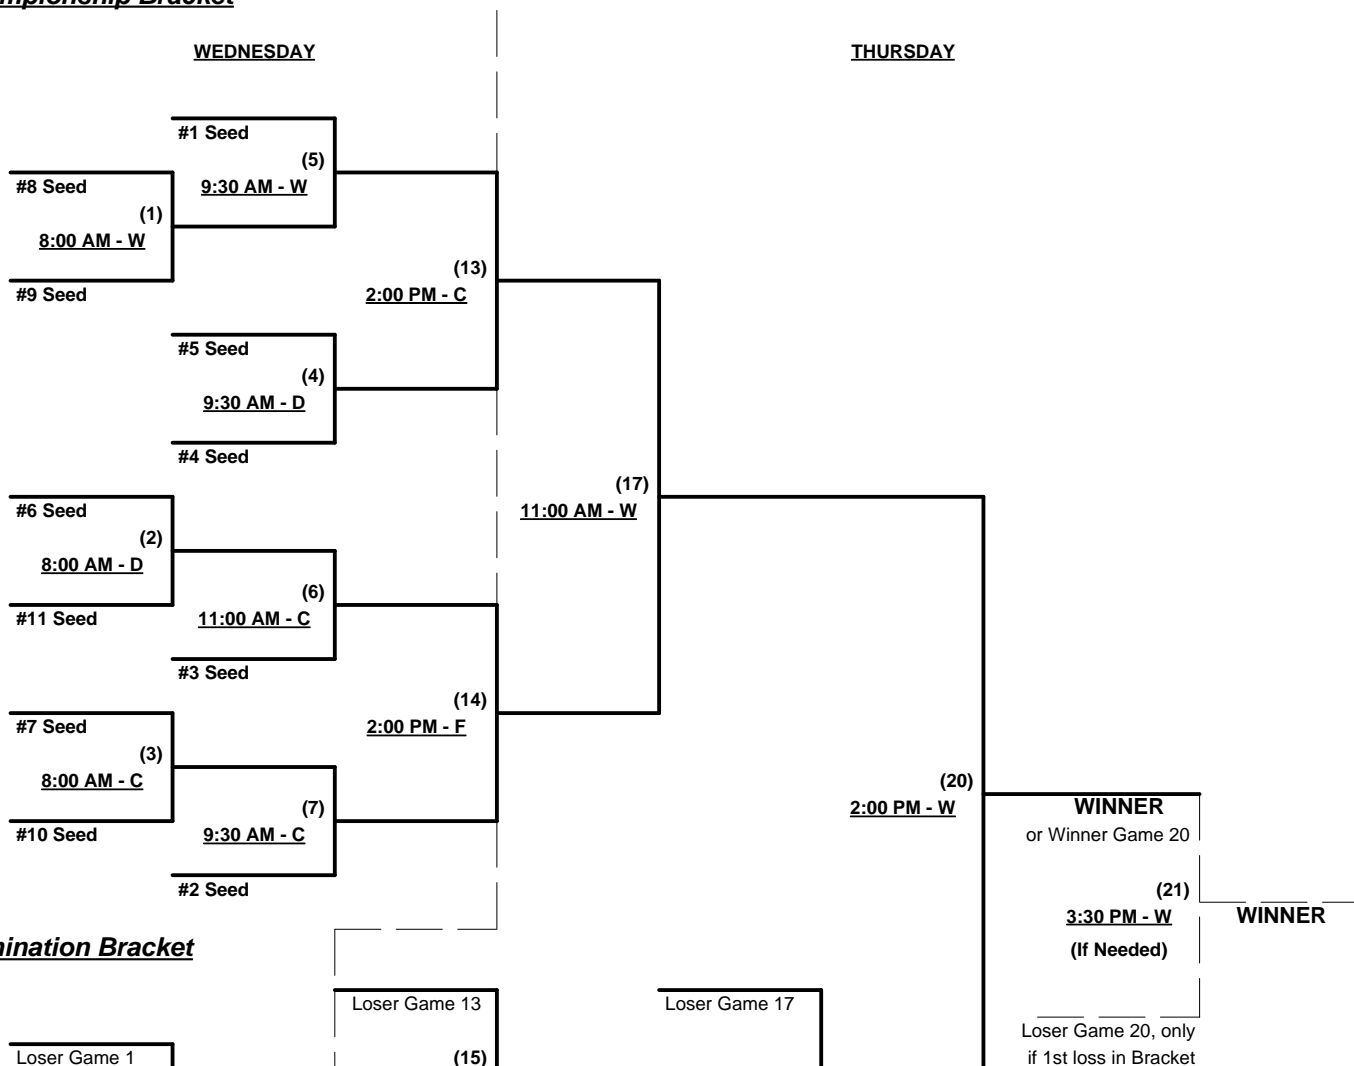 WEDNESDAY
THURSDAY
#1 Seed
(5)
#8 Seed
9:30 AM - W
(1)
8:00 AM - W
(13)
#9 Seed
2:00 PM - C
#5 Seed
(4)
9:30 AM - D
#4 Seed
(17)
#6 Seed
11:00 AM - W
(2)
8:00 AM - D
(6)
#11 Seed
11:00 AM - C
#3 Seed
(14)
#7 Seed
2:00 PM - F
(3)
8:00 AM - C
(20)
(7)
WINNER
2:00 PM - W
#10 Seed
9:30 AM - C
or Winner Game 20
#2 Seed
(21)
3:30 PM - W
WINNER
Bracket
(If Needed)
Loser Game 13
Loser Game 17
Loser Game 20, only
Loser Game 1
(15)
if 1st loss in Bracket